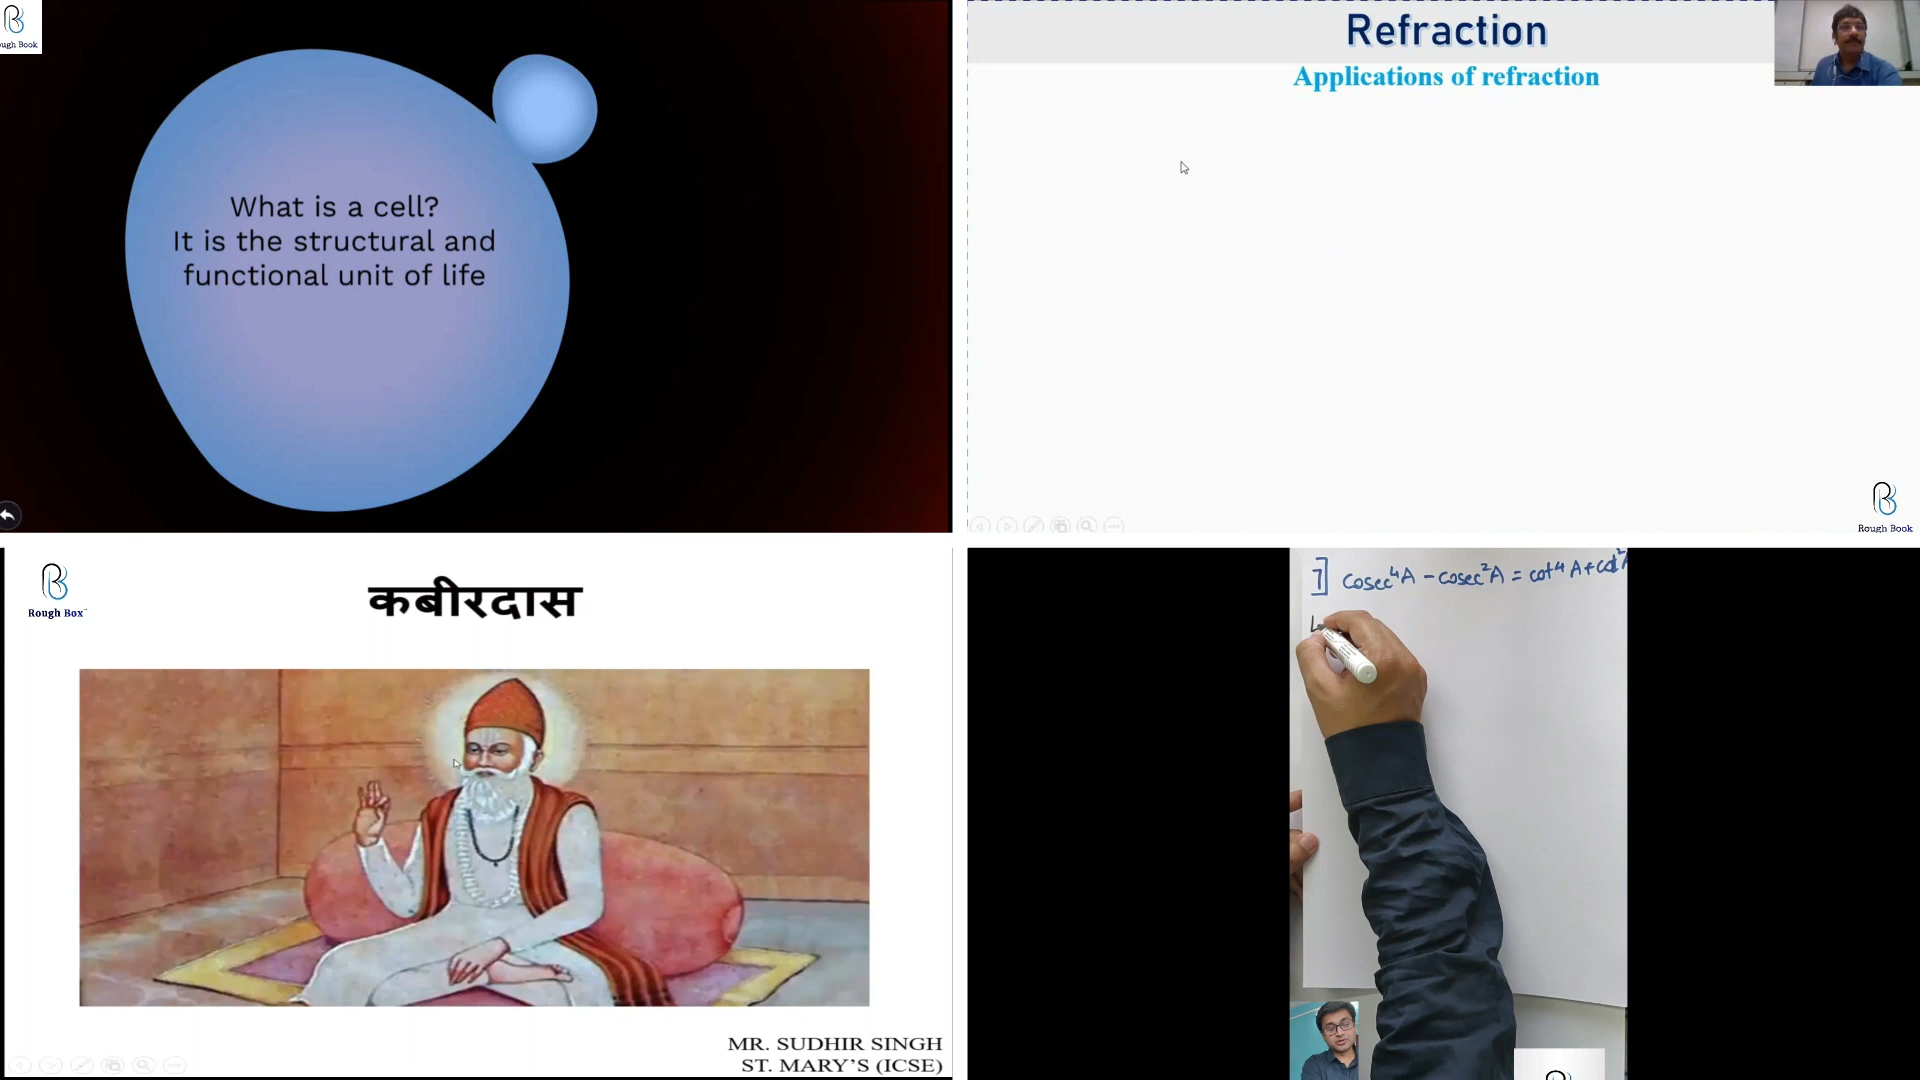 ugh Book
What is a cell?
It is the structural and
functional unit of life
Refraction
Applications of refraction
Rough Book
Rough Box
कबीरदास
MR. SUDHIR SINGH
ST. MARY'S (ICSE)
7] cosec⁴A - cosec²A = cot⁴A + cot²A
L